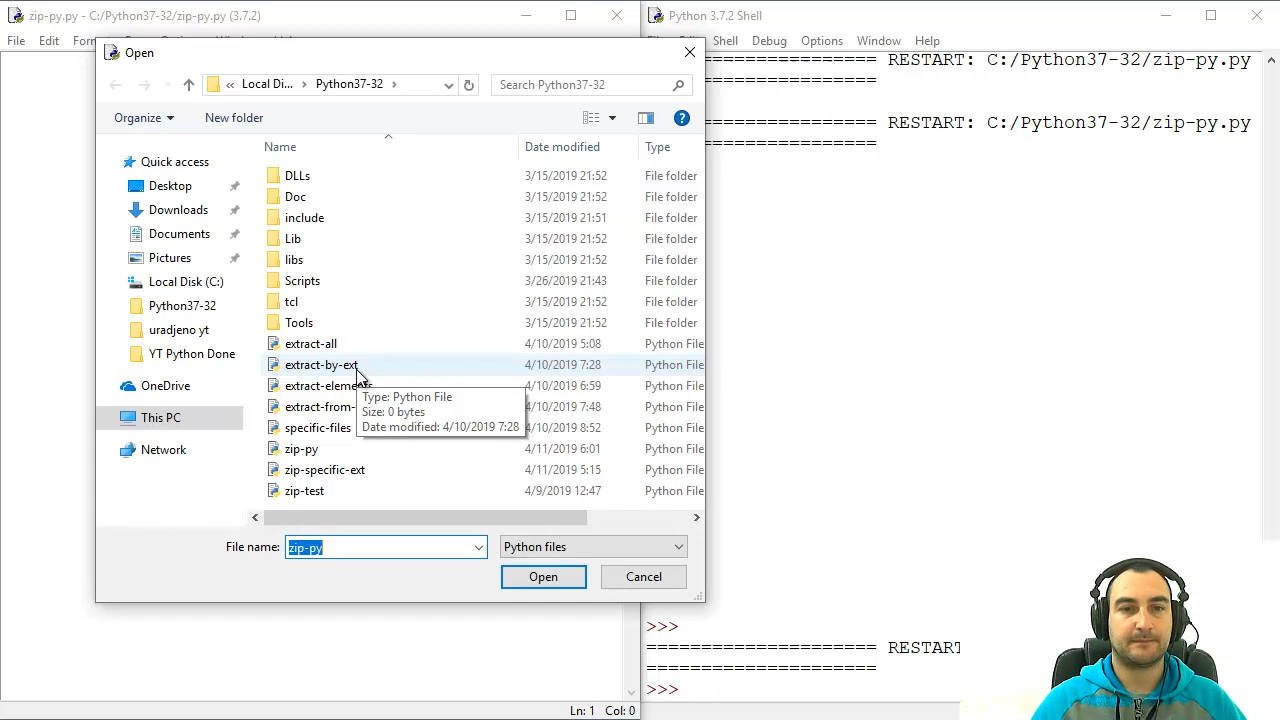 zip-py.py - C:/Python37-32/zip-py.py (3.7.2)
File Edit
Python 3.7.2 Shell
Shell Debug Options Window Help
Open
« Local Di... > Python37-32 >
Search Python37-32
Organize
New folder
Name Date modified Type
Quick access
Desktop
Downloads
Documents
Pictures
Local Disk (C:)
Python37-32
uradjeno yt
YT Python Done
OneDrive
This PC
Network
DLLs 3/15/2019 21:52 File folder
Doc 3/15/2019 21:52 File folder
include 3/15/2019 21:51 File folder
Lib 3/15/2019 21:52 File folder
libs 3/15/2019 21:52 File folder
Scripts 3/26/2019 21:43 File folder
tcl 3/15/2019 21:52 File folder
Tools 3/15/2019 21:52 File folder
extract-all 4/10/2019 5:08 Python File
extract-by-ext 4/10/2019 7:28 Python File
extract-elements 4/10/2019 6:59 Python File
extract-from- 4/10/2019 7:48 Python File
specific-files 4/10/2019 8:52 Python File
zip-py 4/11/2019 6:01 Python File
zip-specific-ext 4/11/2019 5:15 Python File
zip-test 4/9/2019 12:47 Python File
Type: Python File
Size: 0 bytes
Date modified: 4/10/2019 7:28
File name: zip-py
Python files
Open
Cancel
================ RESTART: C:/Python37-32/zip-py.py
================
================ RESTART: C:/Python37-32/zip-py.py
================
>>>
===================== RESTART
=====================
>>>
Ln: 1 Col: 0